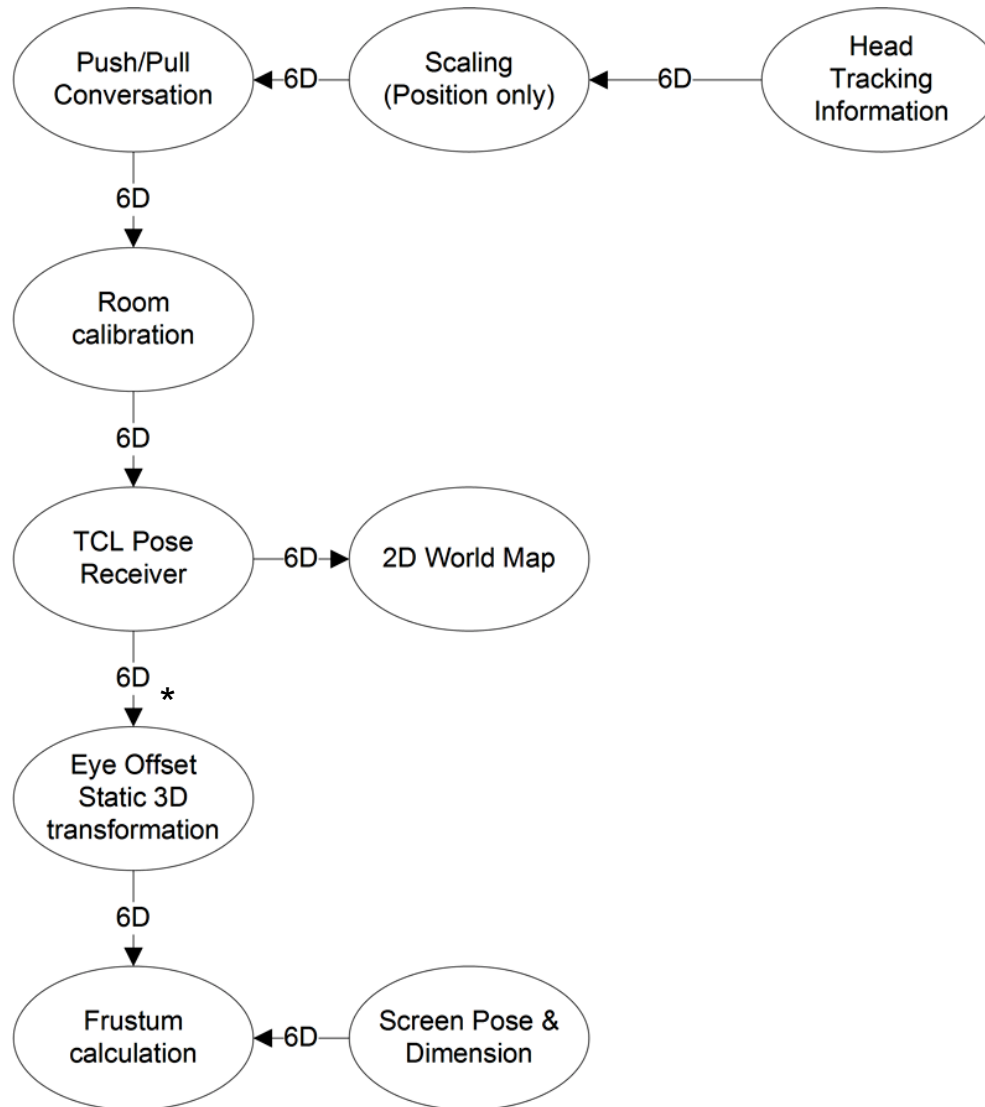 Push/Pull
Conversation
6D
Scaling
(Position only)
6D
Head
Tracking
Information
6D
Room
calibration
6D
TCL Pose
Receiver
6D
2D World Map
6D
*
Eye Offset
Static 3D
transformation
6D
Frustum
calculation
6D
Screen Pose &
Dimension